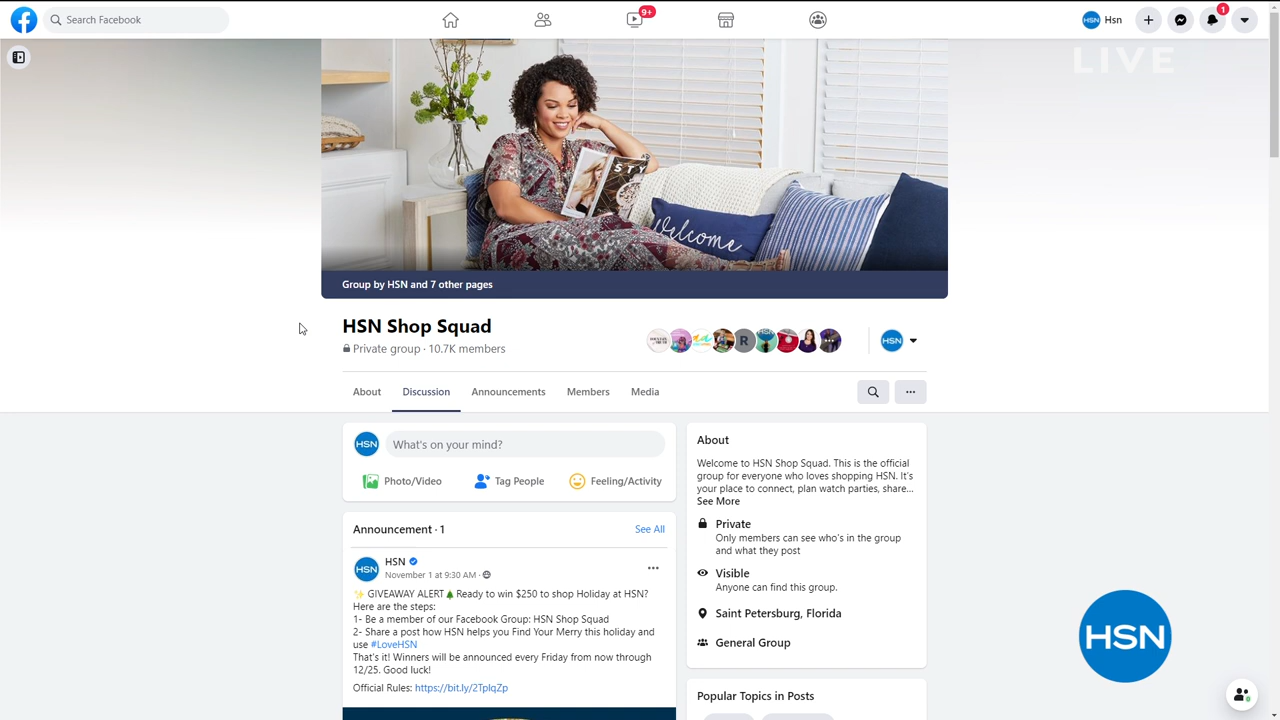 Search Facebook
9+
HSN
Hsn
1
LIVE
STY
Welcome
Group by HSN and 7 other pages
HSN Shop Squad
Private group · 10.7K members
R
HSN
HSN
About
Discussion
Announcements
Members
Media
HSN
What's on your mind?
Photo/Video
Tag People
Feeling/Activity
Announcement · 1
See All
HSN
HSN
November 1 at 9:30 AM ·
✨ GIVEAWAY ALERT🎄Ready to win $250 to shop Holiday at HSN?
Here are the steps:
1- Be a member of our Facebook Group: HSN Shop Squad
2- Share a post how HSN helps you Find Your Merry this holiday and
use #LoveHSN
That's it! Winners will be announced every Friday from now through
12/25. Good luck!
Official Rules: https://bit.ly/2TplqZp
About
Welcome to HSN Shop Squad. This is the official
group for everyone who loves shopping HSN. It's
your place to connect, plan watch parties, share...
See More
Private
Only members can see who's in the group
and what they post
Visible
Anyone can find this group.
Saint Petersburg, Florida
General Group
Popular Topics in Posts
HSN